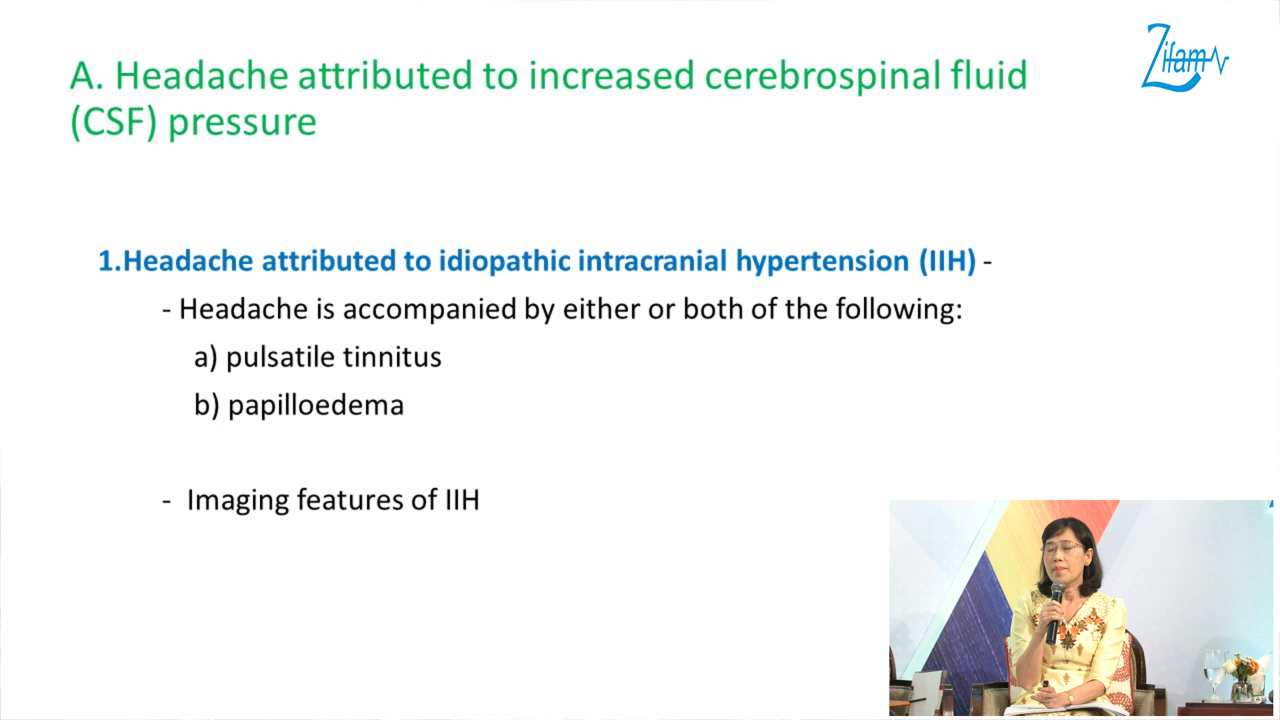 Zifam
A. Headache attributed to increased cerebrospinal fluid
(CSF) pressure
1.Headache attributed to idiopathic intracranial hypertension (IIH) -
- Headache is accompanied by either or both of the following:
a) pulsatile tinnitus
b) papilloedema
- Imaging features of IIH